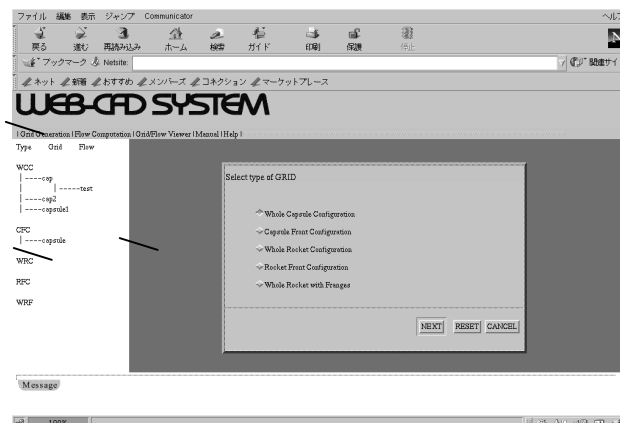 ファイル 編集 表示 ジャンプ Communicator ヘルプ
戻る 進む 再読み込み ホーム 検索 ガイド 印刷 保護 停止
ブックマーク Netsite: 関連サイ
ネット 新着 おすすめ メンバーズ コネクション マーケットプレース
WEB-CFD SYSTEM
| Grid Generation | Flow Computation | Grid/Flow Viewer | Manual | Help |
Type Grid Flow
WCC
|----cap
| |-----test
|----cap2
|----capsule1
CFC
|----capsule
WRC
RFC
WRF
Select type of GRID
Whole Capsule Configuration
Capsule Front Configuration
Whole Rocket Configuration
Rocket Front Configuration
Whole Rocket with Franges
NEXT RESET CANCEL
Message
100%